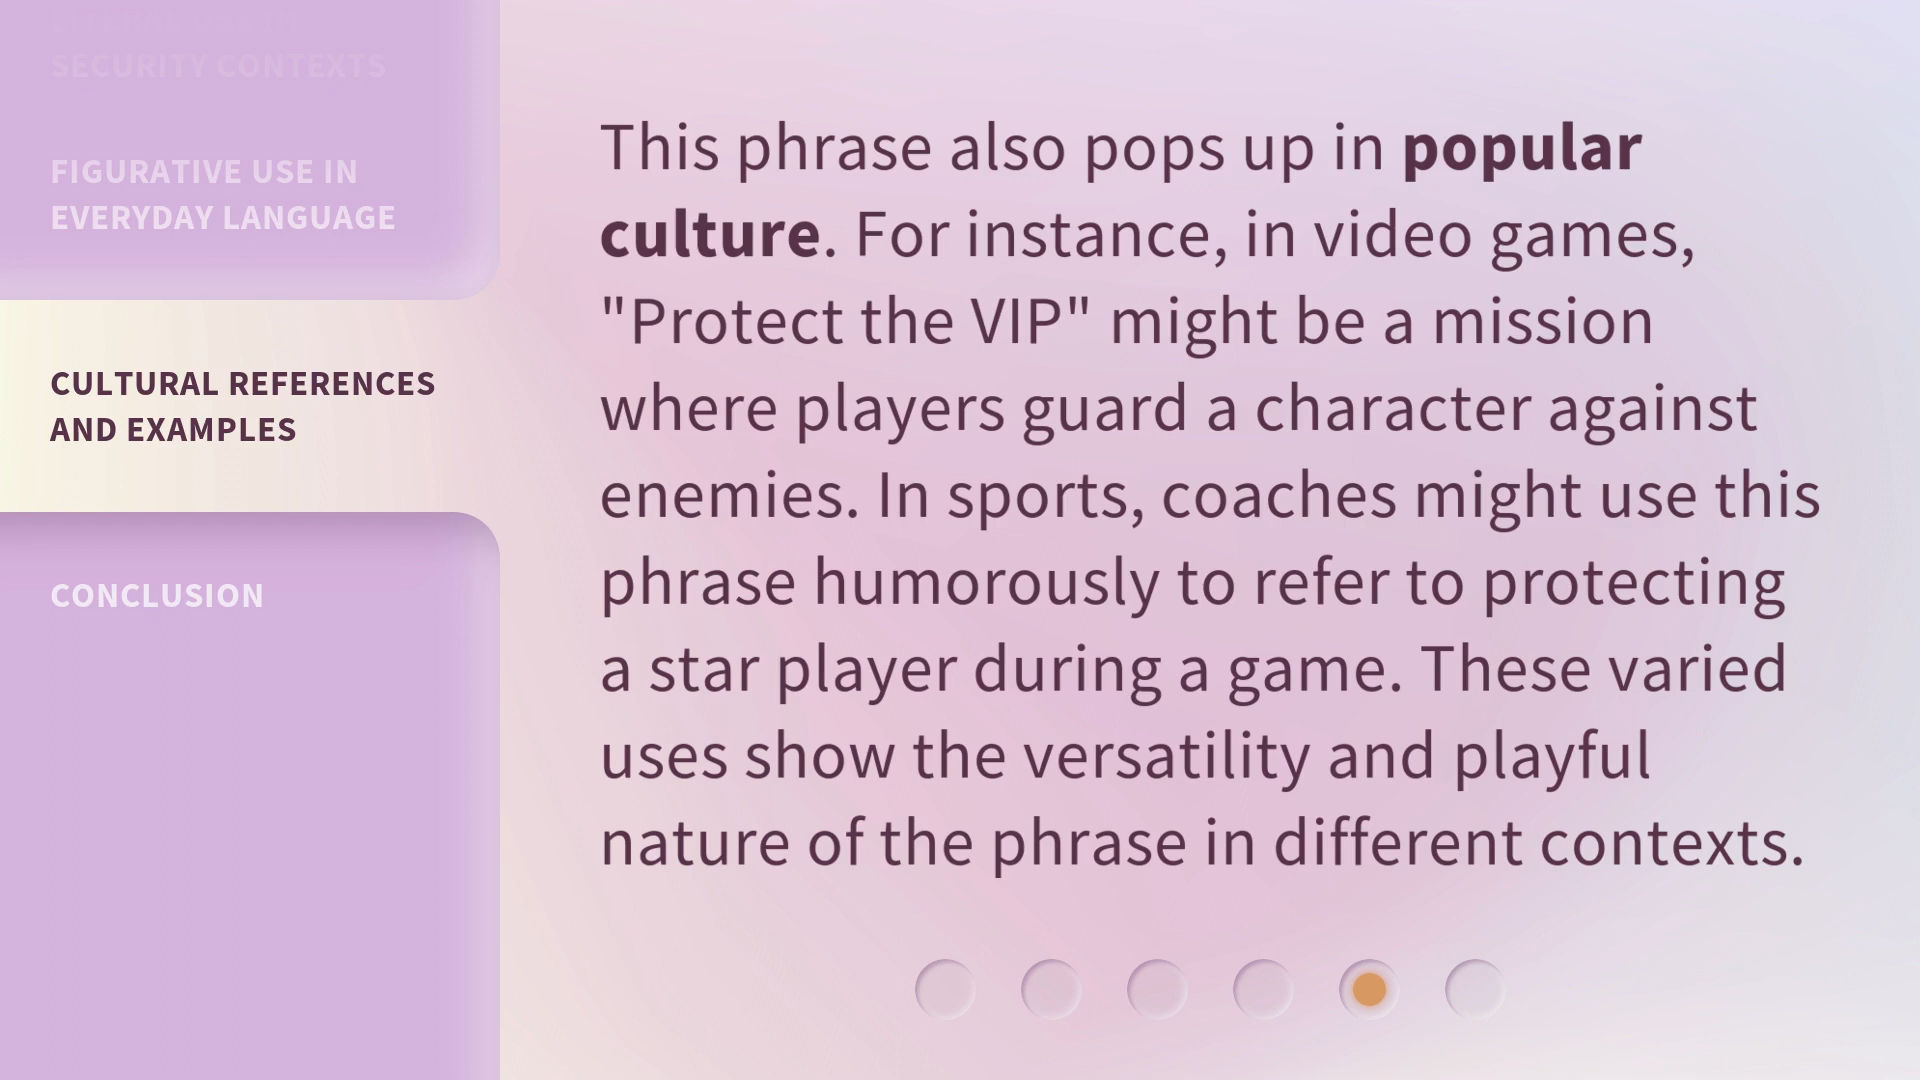 SECURITY CONTEXTS
FIGURATIVE USE IN
EVERYDAY LANGUAGE
CULTURAL REFERENCES
AND EXAMPLES
CONCLUSION
This phrase also pops up in popular
culture. For instance, in video games,
"Protect the VIP" might be a mission
where players guard a character against
enemies. In sports, coaches might use this
phrase humorously to refer to protecting
a star player during a game. These varied
uses show the versatility and playful
nature of the phrase in different contexts.